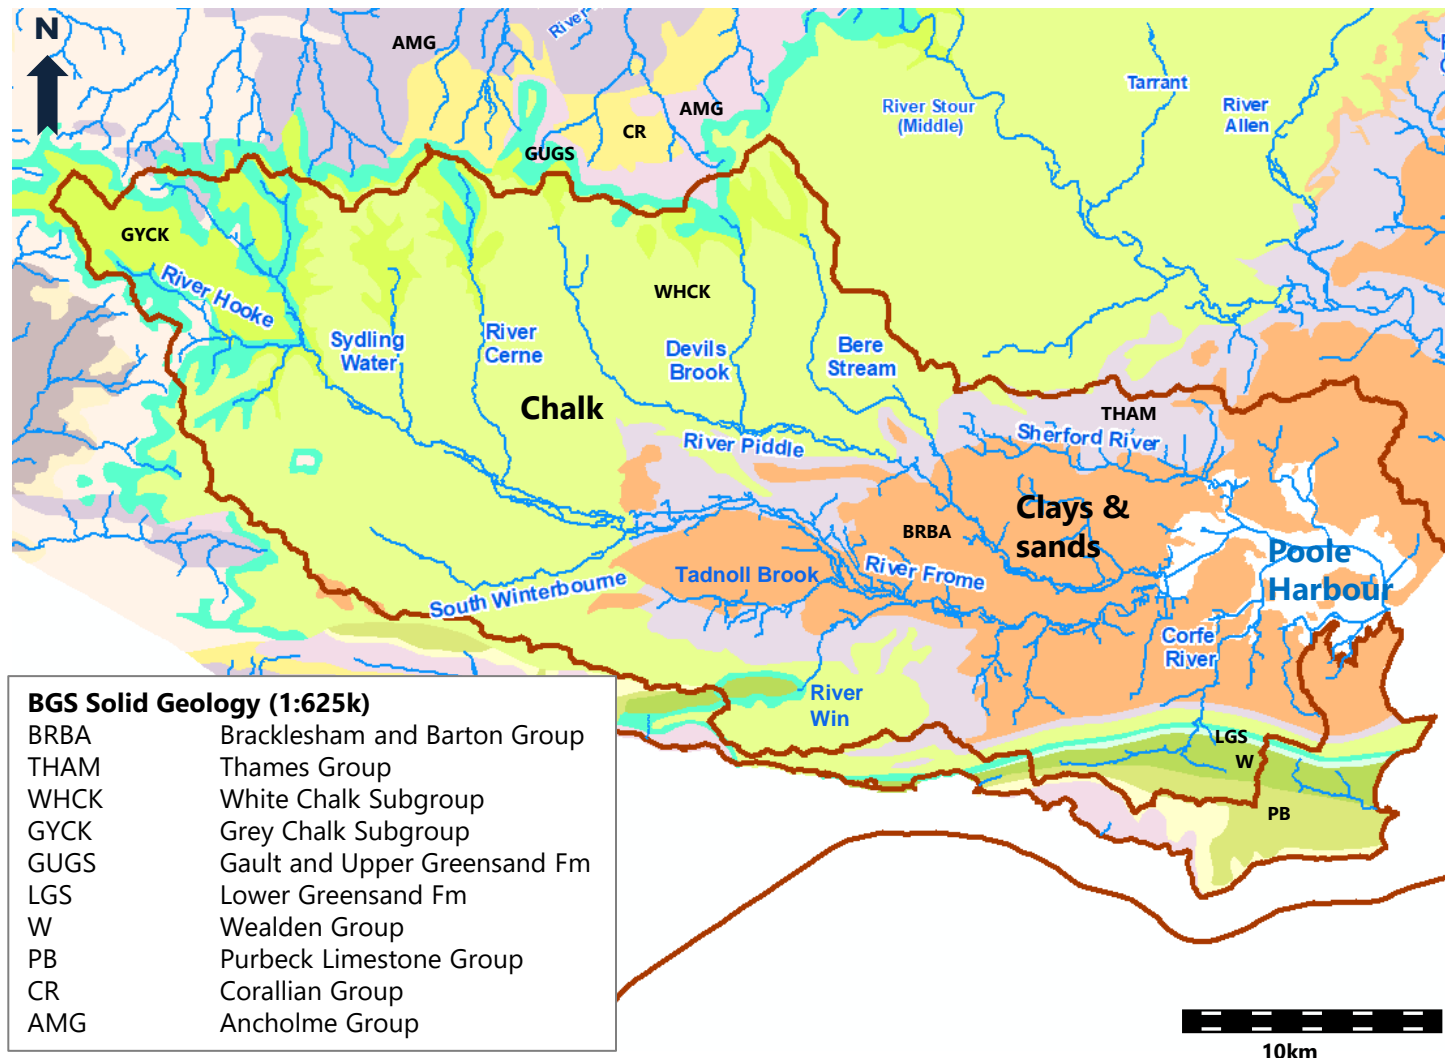 N
AMG
River
AMG
CR
GUGS
River Stour
(Middle)
Tarrant
River
Allen
GYCK
River Hooke
Sydling
Water
River
Cerne
WHCK
Devils
Brook
Bere
Stream
Chalk
River Piddle
THAM
Sherford River
Clays &
sands
BRBA
Poole
Harbour
Tadnoll Brook
River Frome
South Winterbourne
Corfe
River
River
Win
LGS
W
PB
BGS Solid Geology (1:625k)
BRBA Bracklesham and Barton Group
THAM Thames Group
WHCK White Chalk Subgroup
GYCK Grey Chalk Subgroup
GUGS Gault and Upper Greensand Fm
LGS Lower Greensand Fm
W Wealden Group
PB Purbeck Limestone Group
CR Corallian Group
AMG Ancholme Group
10km